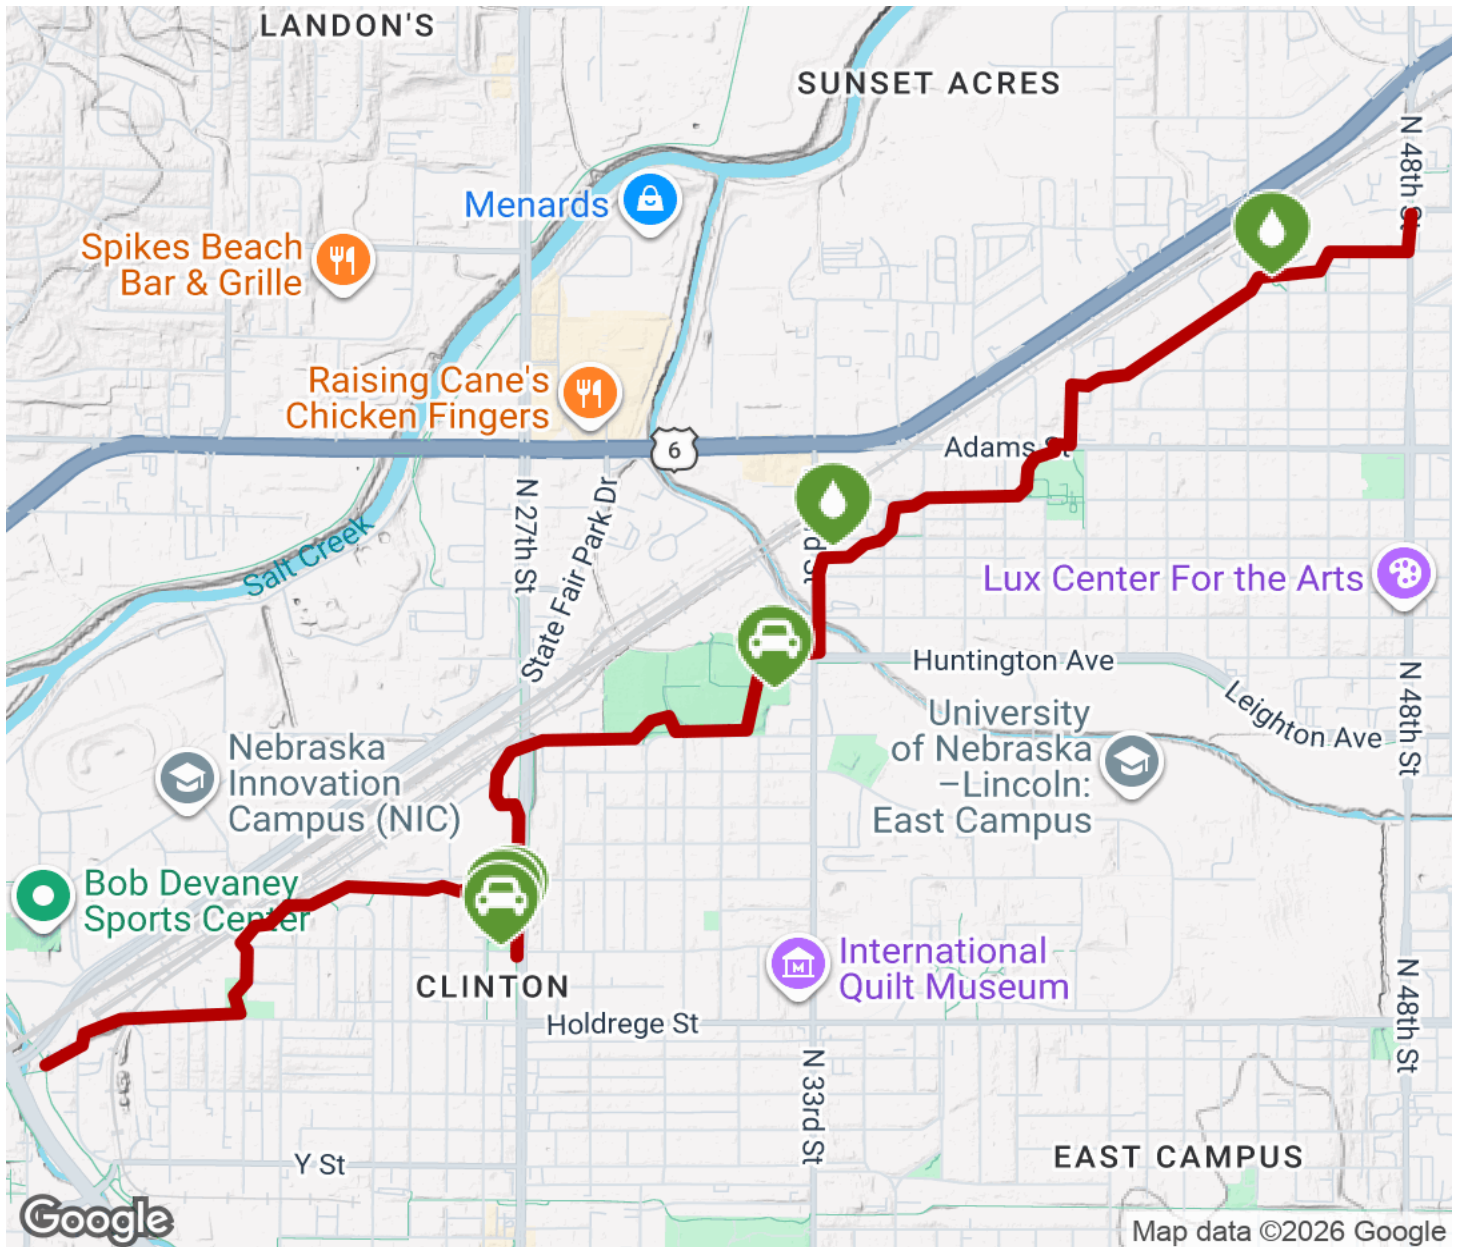 LANDON'S
SUNSET ACRES
N 48th St
Menards
Spikes Beach
Bar & Grille
Raising Cane's
Chicken Fingers
6
Adams St
N 27th St
State Fair Park Dr
Salt Creek
rd St
Lux Center For the Arts
Huntington Ave
Leighton Ave
N 48th St
University
of Nebraska
–Lincoln:
East Campus
Nebraska
Innovation
Campus (NIC)
Bob Devaney
Sports Center
CLINTON
International
Quilt Museum
M
Holdrege St
N 48th St
N 33rd St
Y St
EAST CAMPUS
Google
Map data ©2026 Google